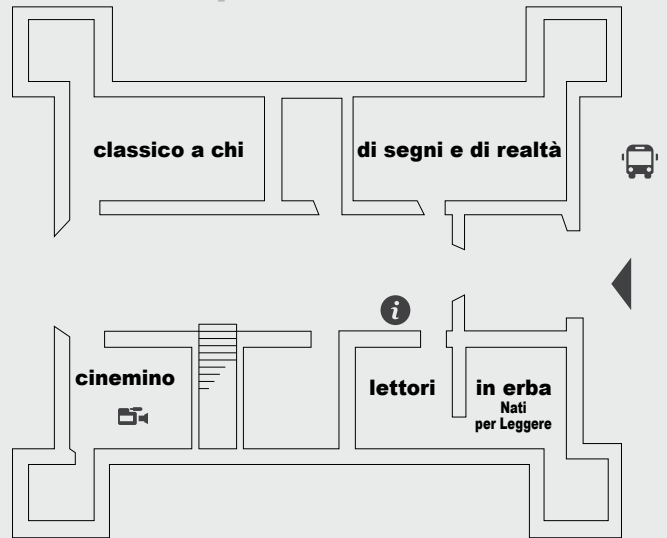 classico a chi
di segni e di realtà
i
cinemino
lettori in erba
Nati
per Leggere